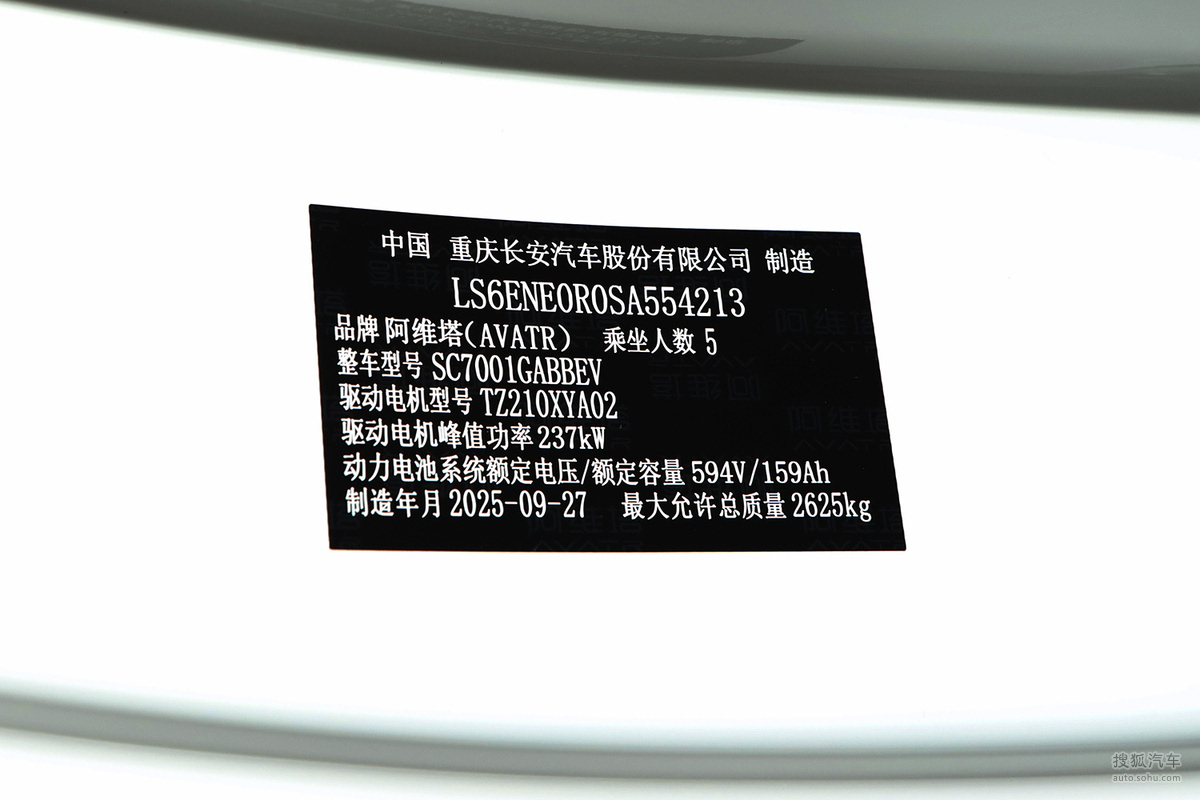 中国 重庆长安汽车股份有限公司 制造
LS6ENE0R0SA554213
品牌 阿维塔(AVATR) 乘坐人数 5
整车型号 SC7001GABBEV
驱动电机型号 TZ210XYA02
驱动电机峰值功率 237kW
动力电池系统额定电压/额定容量 594V/159Ah
制造年月 2025-09-27 最大允许总质量 2625kg
搜狐汽车
auto.sohu.com